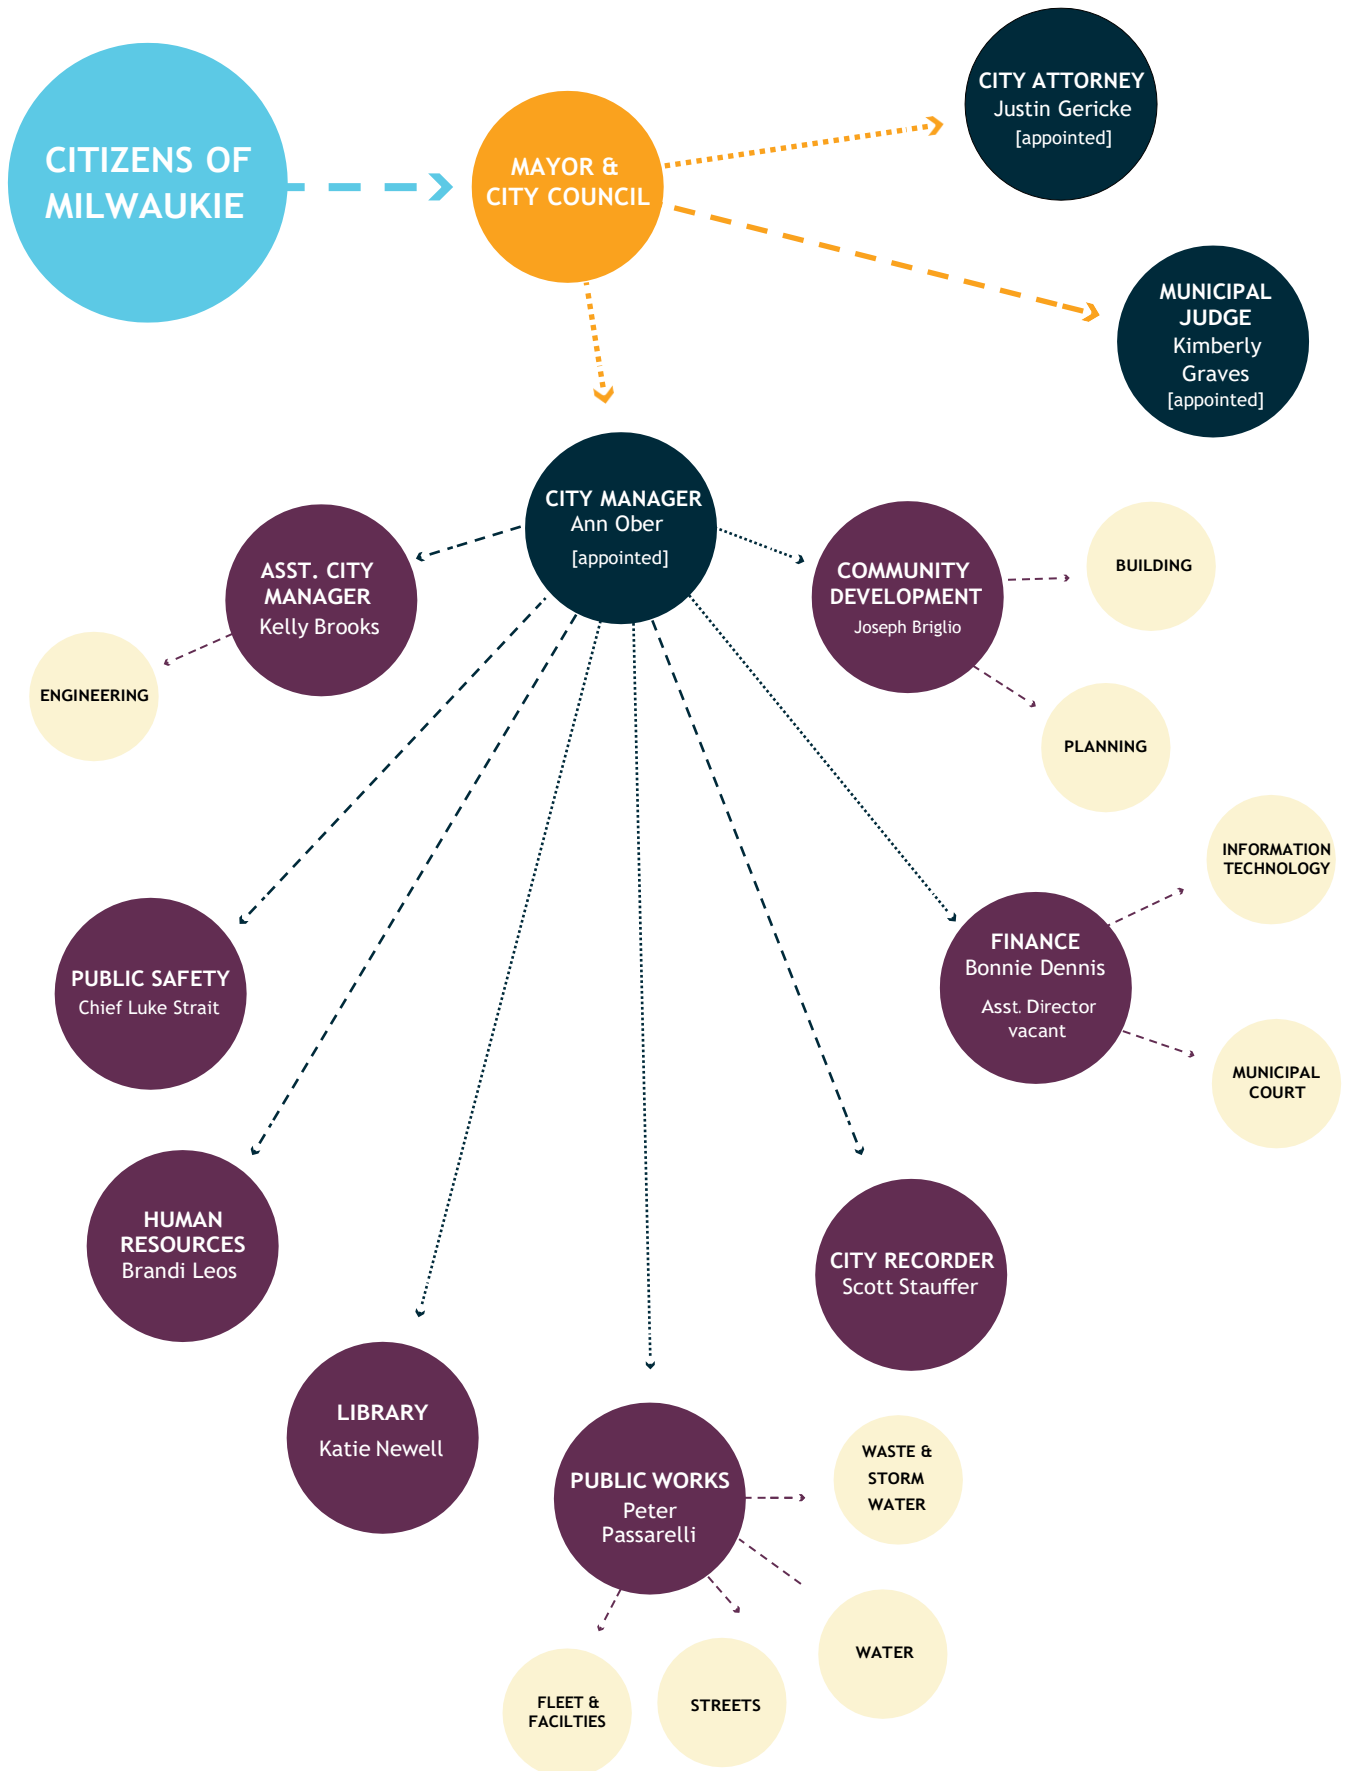 CITIZENS OF
MILWAUKIE
MAYOR &
CITY COUNCIL
CITY ATTORNEY
Justin Gericke
[appointed]
MUNICIPAL
JUDGE
Kimberly
Graves
[appointed]
CITY MANAGER
Ann Ober
[appointed]
ASST. CITY
MANAGER
Kelly Brooks
ENGINEERING
COMMUNITY
DEVELOPMENT
Joseph Briglio
BUILDING
PLANNING
INFORMATION
TECHNOLOGY
FINANCE
Bonnie Dennis
Asst. Director
vacant
MUNICIPAL
COURT
PUBLIC SAFETY
Chief Luke Strait
HUMAN
RESOURCES
Brandi Leos
CITY RECORDER
Scott Stauffer
LIBRARY
Katie Newell
PUBLIC WORKS
Peter
Passarelli
WASTE &
STORM
WATER
WATER
STREETS
FLEET &
FACILTIES